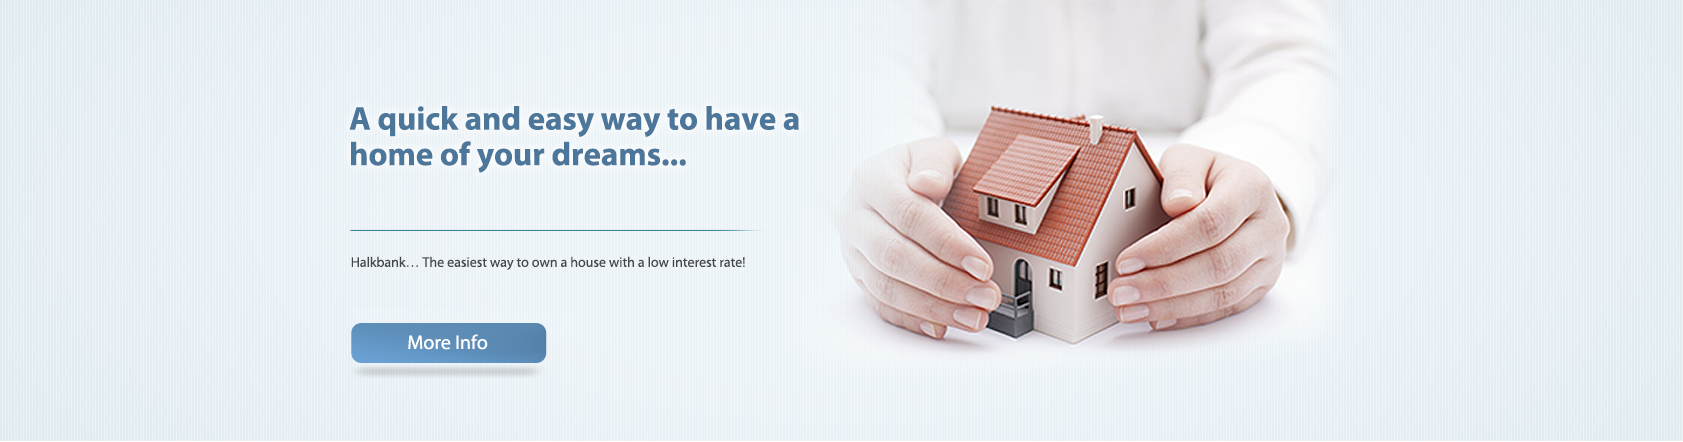 A quick and easy way to have a
home of your dreams...
Halkbank... The easiest way to own a house with a low interest rate!
More Info